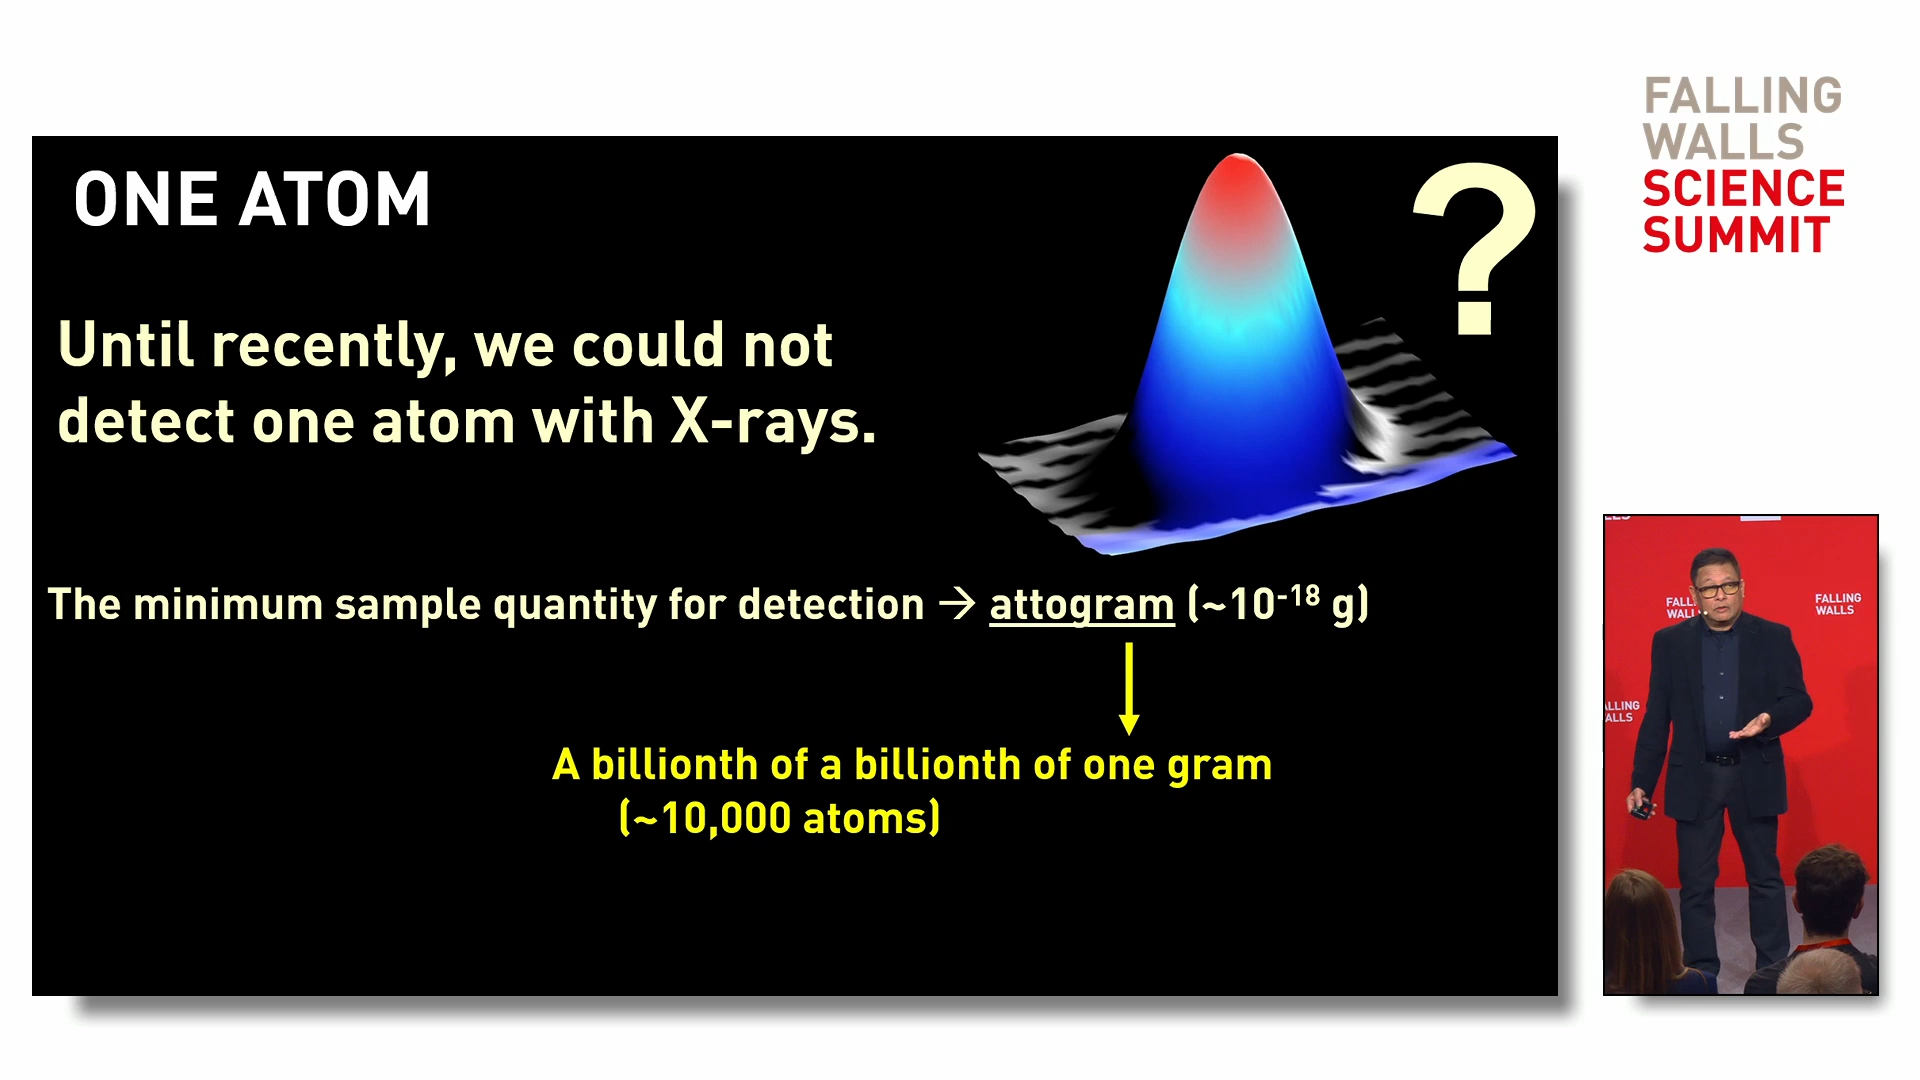 FALLING
WALLS
SCIENCE
SUMMIT
ONE ATOM
?
Until recently, we could not
detect one atom with X-rays.
The minimum sample quantity for detection → attogram (~10⁻¹⁸ g)
A billionth of a billionth of one gram
(~10,000 atoms)
FALLING
WALLS